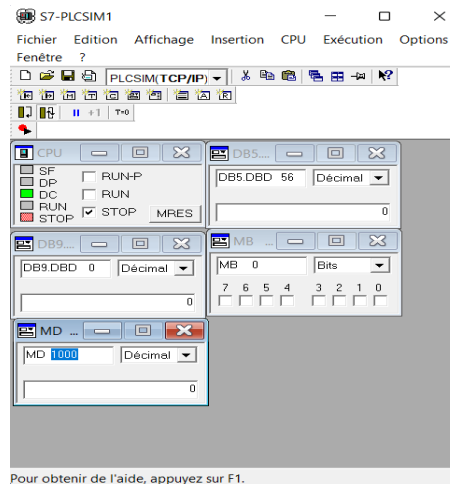 S7-PLCSIM1
Fichier Edition Affichage Insertion CPU Exécution Options
Fenêtre ?
PLCSIM(TCP/IP)
+1 T=0
CPU
SF
DP
DC
RUN
STOP
RUN-P
RUN
STOP
MRES
DB5....
DB5.DBD 56 Décimal
0
DB9....
DB9.DBD 0 Décimal
0
MB ...
MB 0 Bits
7 6 5 4 3 2 1 0
MD ...
MD 1000 Décimal
0
Pour obtenir de l'aide, appuyez sur F1.